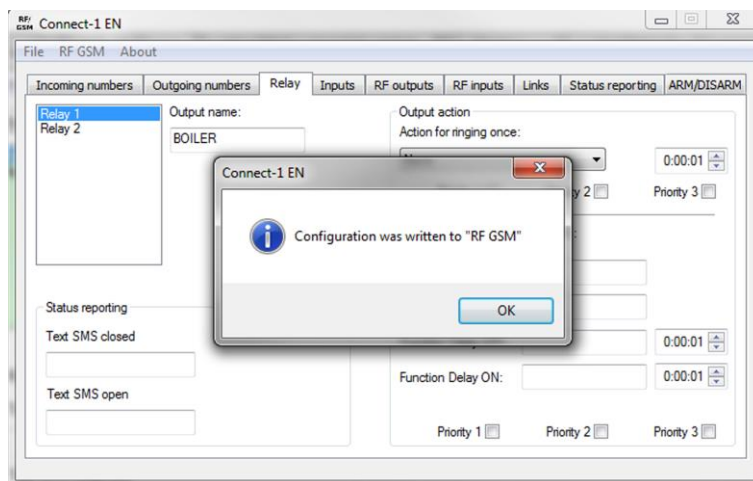 RF/
GSM Connect-1 EN
File RF GSM About
Incoming numbers Outgoing numbers Relay Inputs RF outputs RF inputs Links Status reporting ARM/DISARM
Relay 1
Relay 2
Output name:
BOILER
Output action
Action for ringing once:
0:00:01
2 Priority 3
Connect-1 EN
Configuration was written to "RF GSM"
OK
Status reporting
Text SMS closed
Text SMS open
0:00:01
Function Delay ON:
0:00:01
Priority 1 Priority 2 Priority 3